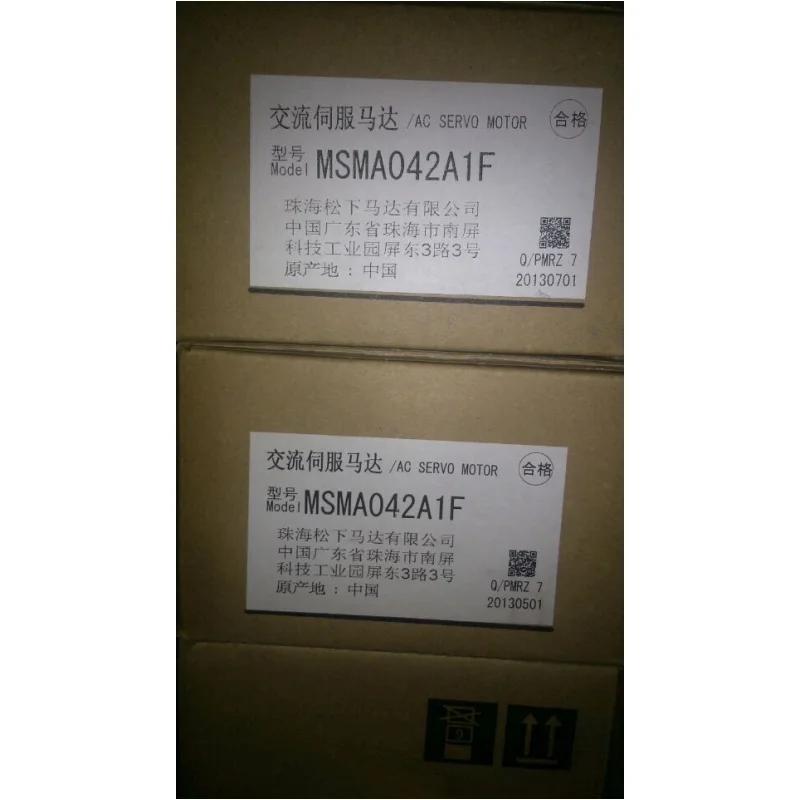 交流伺服马达 /AC SERVO MOTOR 合格
型号
Model MSMA042A1F
珠海松下马达有限公司
中国广东省珠海市南屏
科技工业园屏东3路3号
原产地：中国
Q/PMRZ 7
20130701
交流伺服马达 /AC SERVO MOTOR 合格
型号
Model MSMA042A1F
珠海松下马达有限公司
中国广东省珠海市南屏
科技工业园屏东3路3号
原产地：中国
Q/PMRZ 7
20130501
9